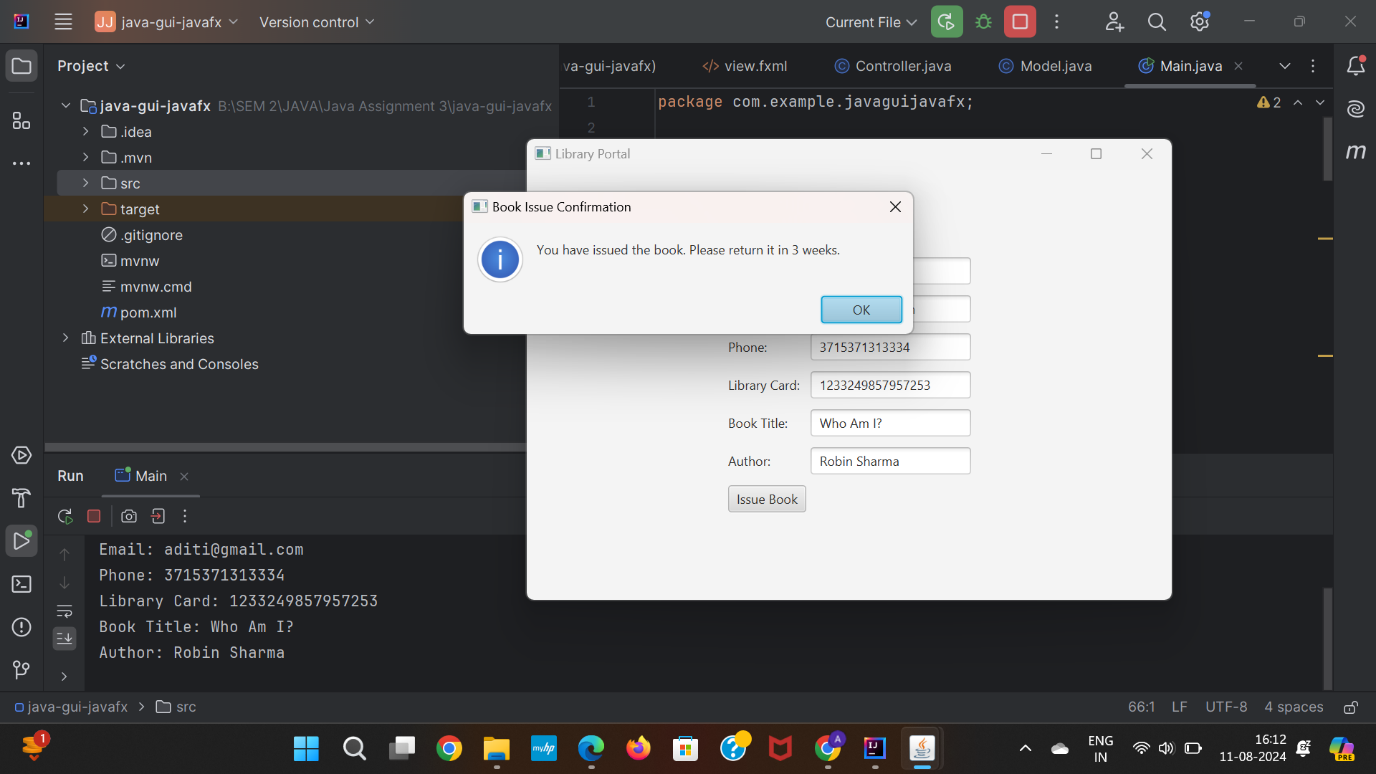 JJ java-gui-javafx Version control Current File
Project
va-gui-javafx) </> view.fxml Controller.java Model.java Main.java
java-gui-javafx B:\SEM 2\JAVA\Java Assignment 3\java-gui-javafx
.idea
.mvn
src
target
.gitignore
mvnw
mvnw.cmd
pom.xml
External Libraries
Scratches and Consoles
1 package com.example.javaguijavafx;
2
2
Library Portal
Book Issue Confirmation
You have issued the book. Please return it in 3 weeks.
OK
Phone: 3715371313334
Library Card: 1233249857957253
Book Title: Who Am I?
Author: Robin Sharma
Issue Book
Run Main
Email: aditi@gmail.com
Phone: 3715371313334
Library Card: 1233249857957253
Book Title: Who Am I?
Author: Robin Sharma
java-gui-javafx > src 66:1 LF UTF-8 4 spaces
1 myhp A IJ ENG 16:12
IN 11-08-2024 PRE